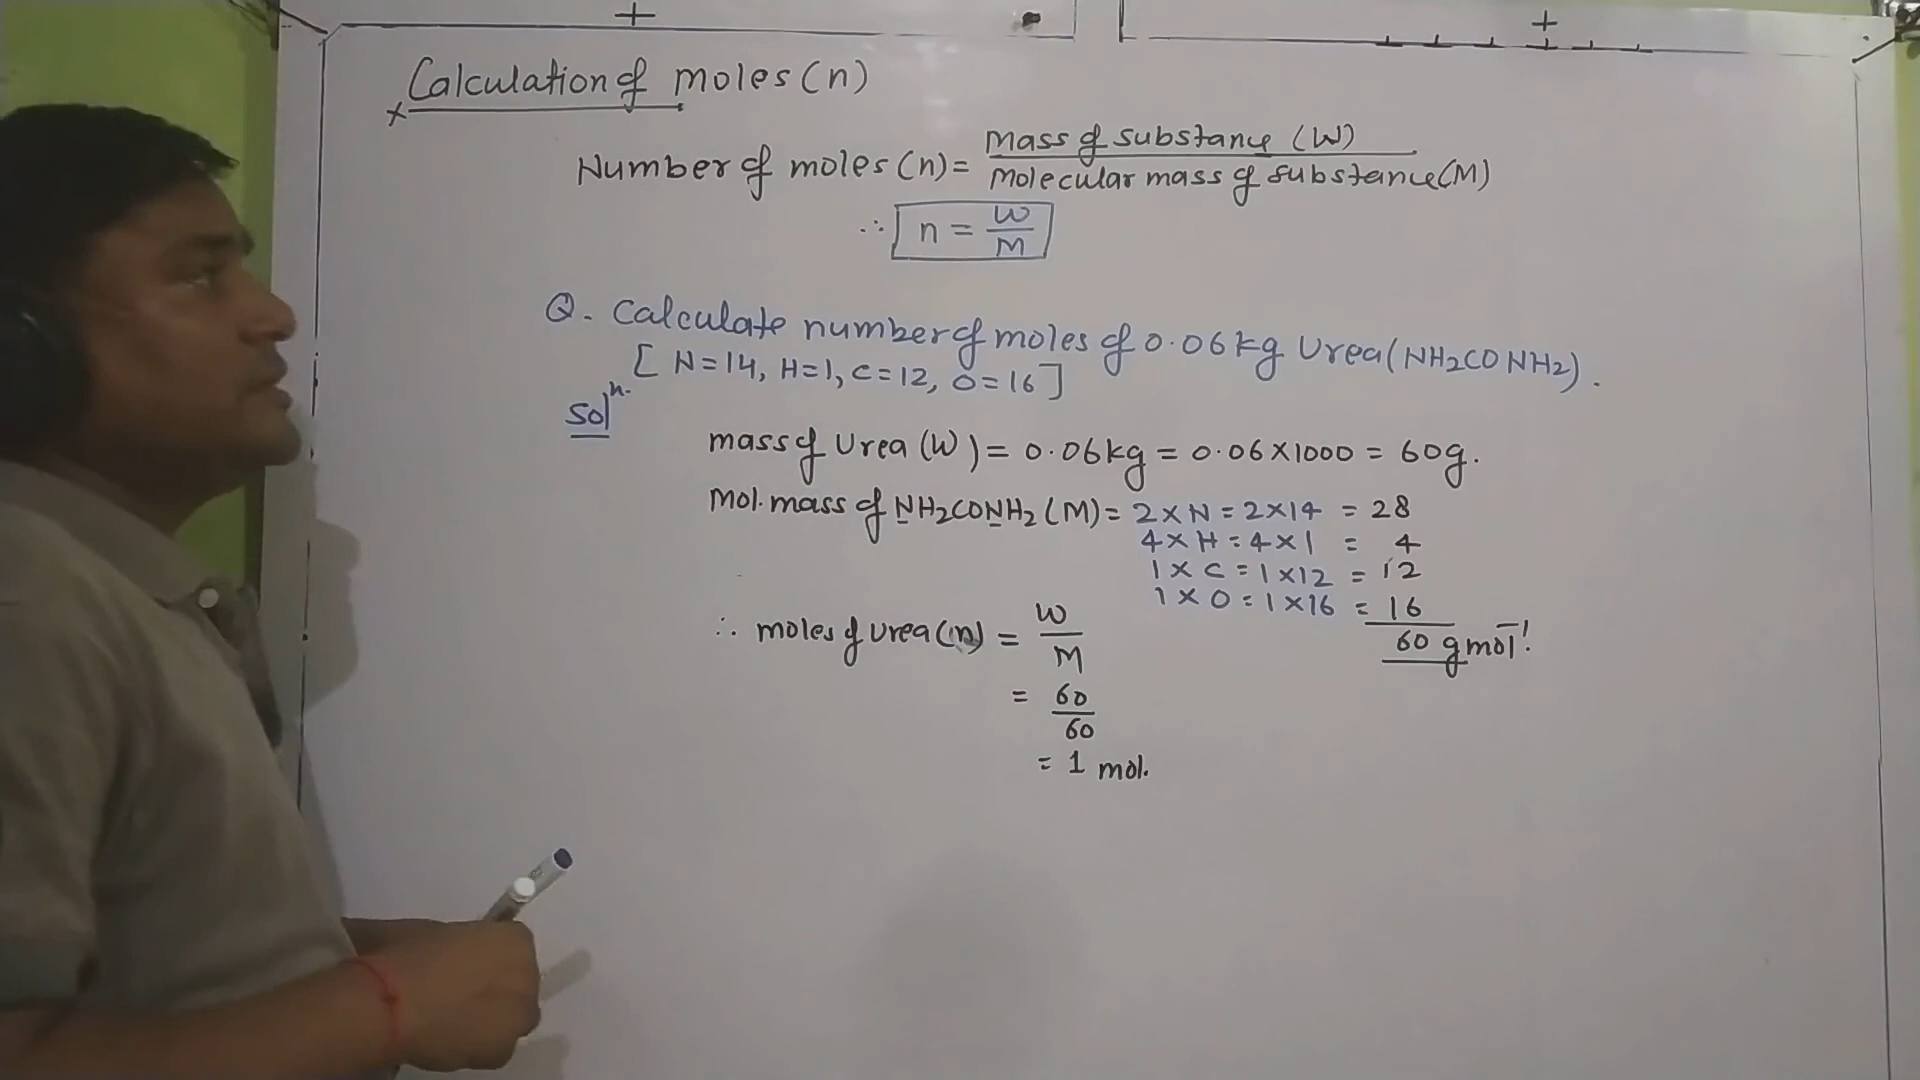 Calculation of moles (n)
Number of moles (n) = Mass of substance (W) / Molecular mass of substance (M)
∴ n = W/M
Q. Calculate number of moles of 0.06 kg Urea (NH2CONH2).
[N=14, H=1, C=12, O=16]
Solⁿ.
mass of Urea (W) = 0.06 kg = 0.06×1000 = 60g.
Mol. mass of NH2CONH2 (M) = 2×N = 2×14 = 28
4×H = 4×1 = 4
1×C = 1×12 = 12
1×O = 1×16 = 16
60 g mol⁻¹
∴ moles of urea (n) = W/M
= 60/60
= 1 mol.